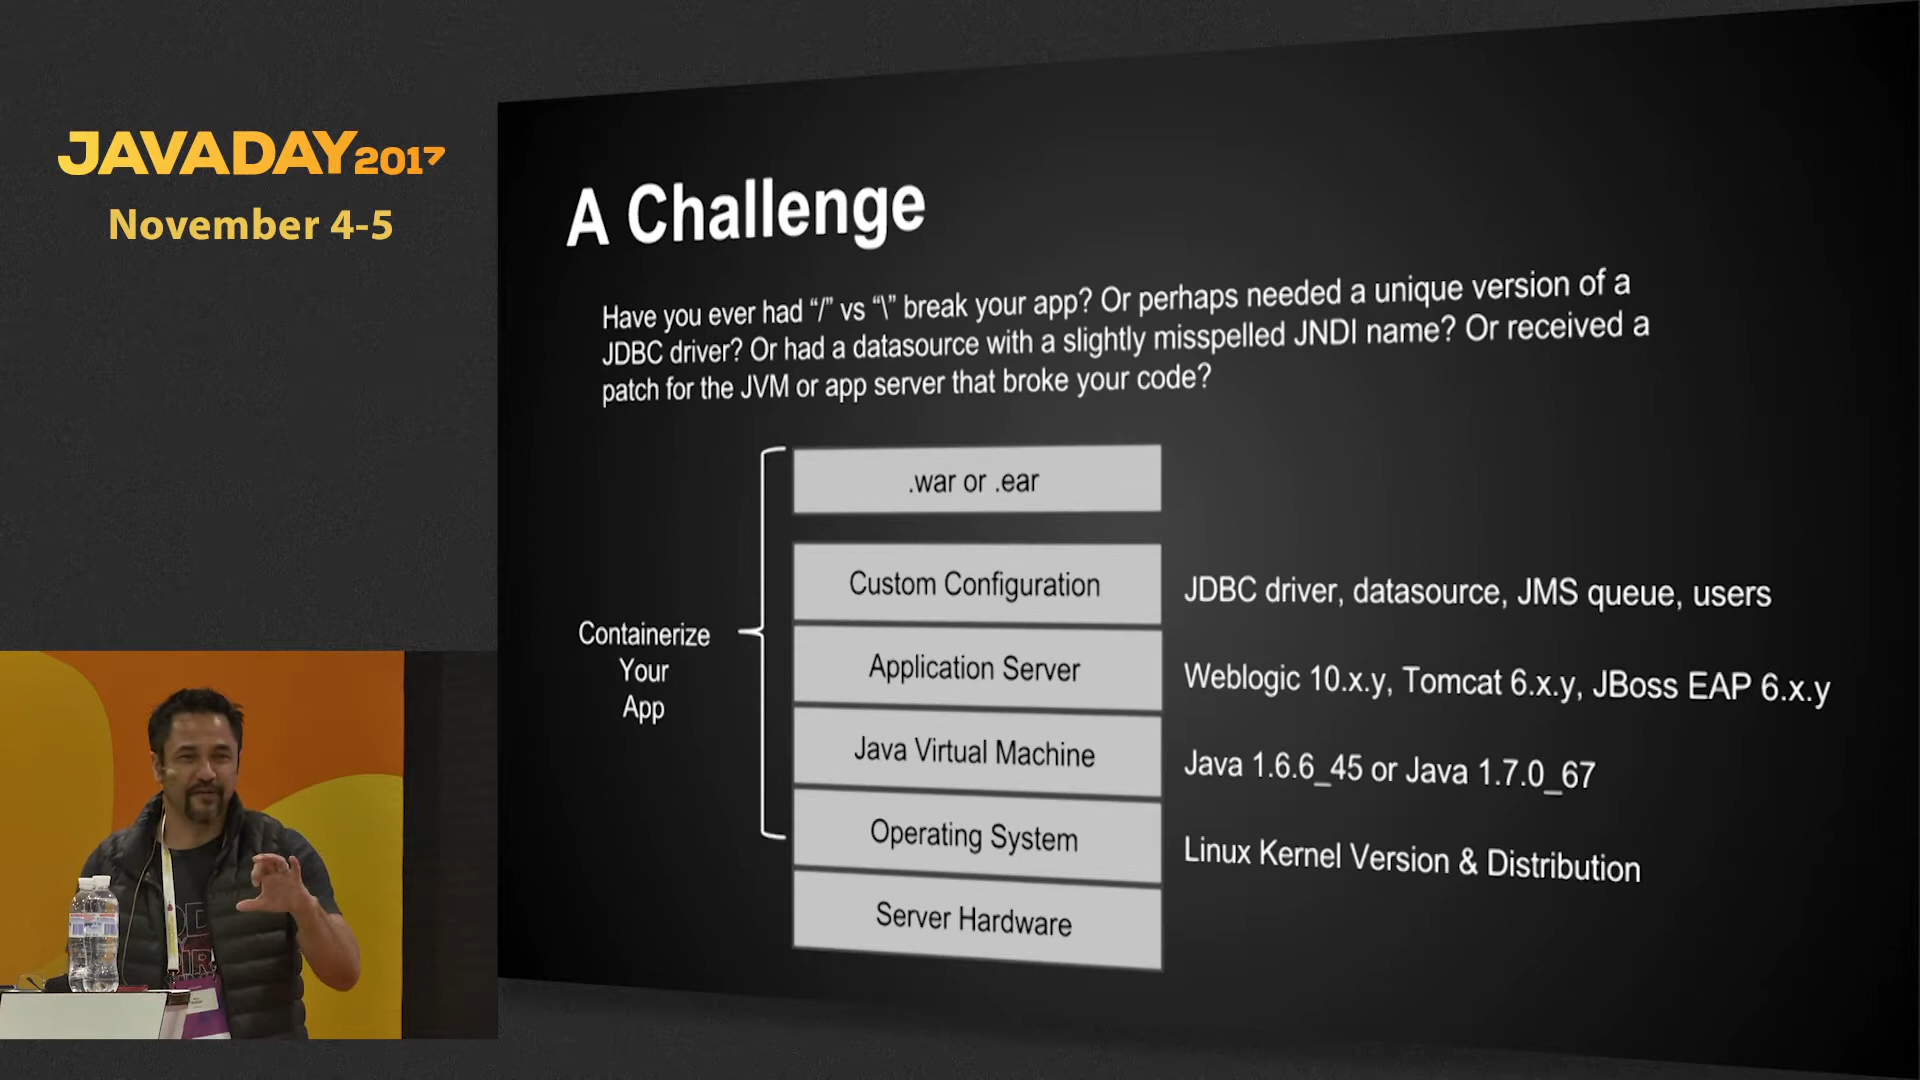 JAVADAY2017
November 4-5
A Challenge
Have you ever had “/” vs “\” break your app? Or perhaps needed a unique version of a
JDBC driver? Or had a datasource with a slightly misspelled JNDI name? Or received a
patch for the JVM or app server that broke your code?
.war or .ear
Custom Configuration
JDBC driver, datasource, JMS queue, users
Application Server
Weblogic 10.x.y, Tomcat 6.x.y, JBoss EAP 6.x.y
Containerize
Your
App
Java Virtual Machine
Java 1.6.6_45 or Java 1.7.0_67
Operating System
Linux Kernel Version & Distribution
Server Hardware